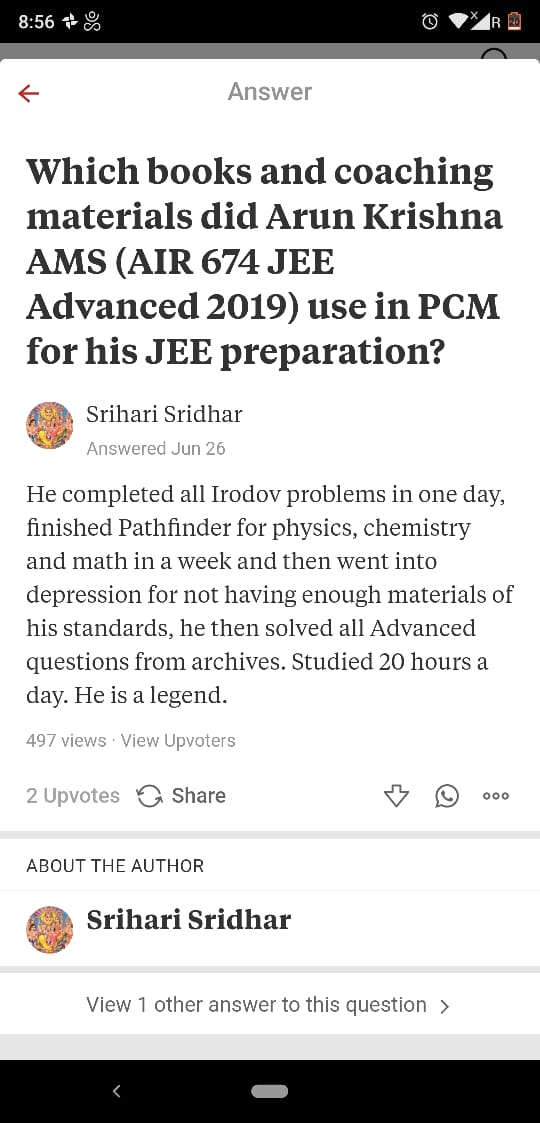 8:56
R
Answer
Which books and coaching
materials did Arun Krishna
AMS (AIR 674 JEE
Advanced 2019) use in PCM
for his JEE preparation?
Srihari Sridhar
Answered Jun 26
He completed all Irodov problems in one day,
finished Pathfinder for physics, chemistry
and math in a week and then went into
depression for not having enough materials of
his standards, he then solved all Advanced
questions from archives. Studied 20 hours a
day. He is a legend.
497 views · View Upvoters
2 Upvotes Share
ABOUT THE AUTHOR
Srihari Sridhar
View 1 other answer to this question